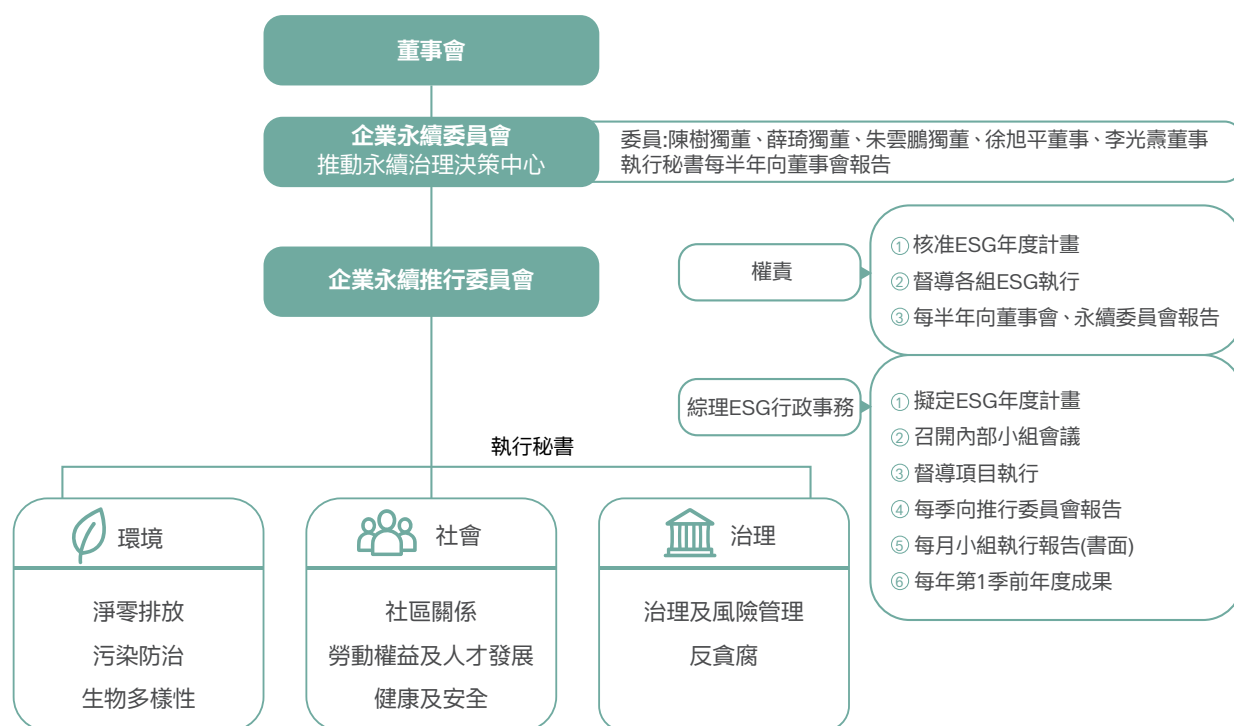 董事會
企業永續委員會
推動永續治理決策中心
委員:陳樹獨董、薛琦獨董、朱雲鵬獨董、徐旭平董事、李光燾董事
執行秘書每半年向董事會報告
企業永續推行委員會
權責
① 核准ESG年度計畫
② 督導各組ESG執行
③ 每半年向董事會、永續委員會報告
綜理ESG行政事務
① 擬定ESG年度計畫
② 召開內部小組會議
③ 督導項目執行
④ 每季向推行委員會報告
⑤ 每月小組執行報告(書面)
⑥ 每年第1季前年度成果
執行秘書
環境
淨零排放
污染防治
生物多樣性
社會
社區關係
勞動權益及人才發展
健康及安全
治理
治理及風險管理
反貪腐